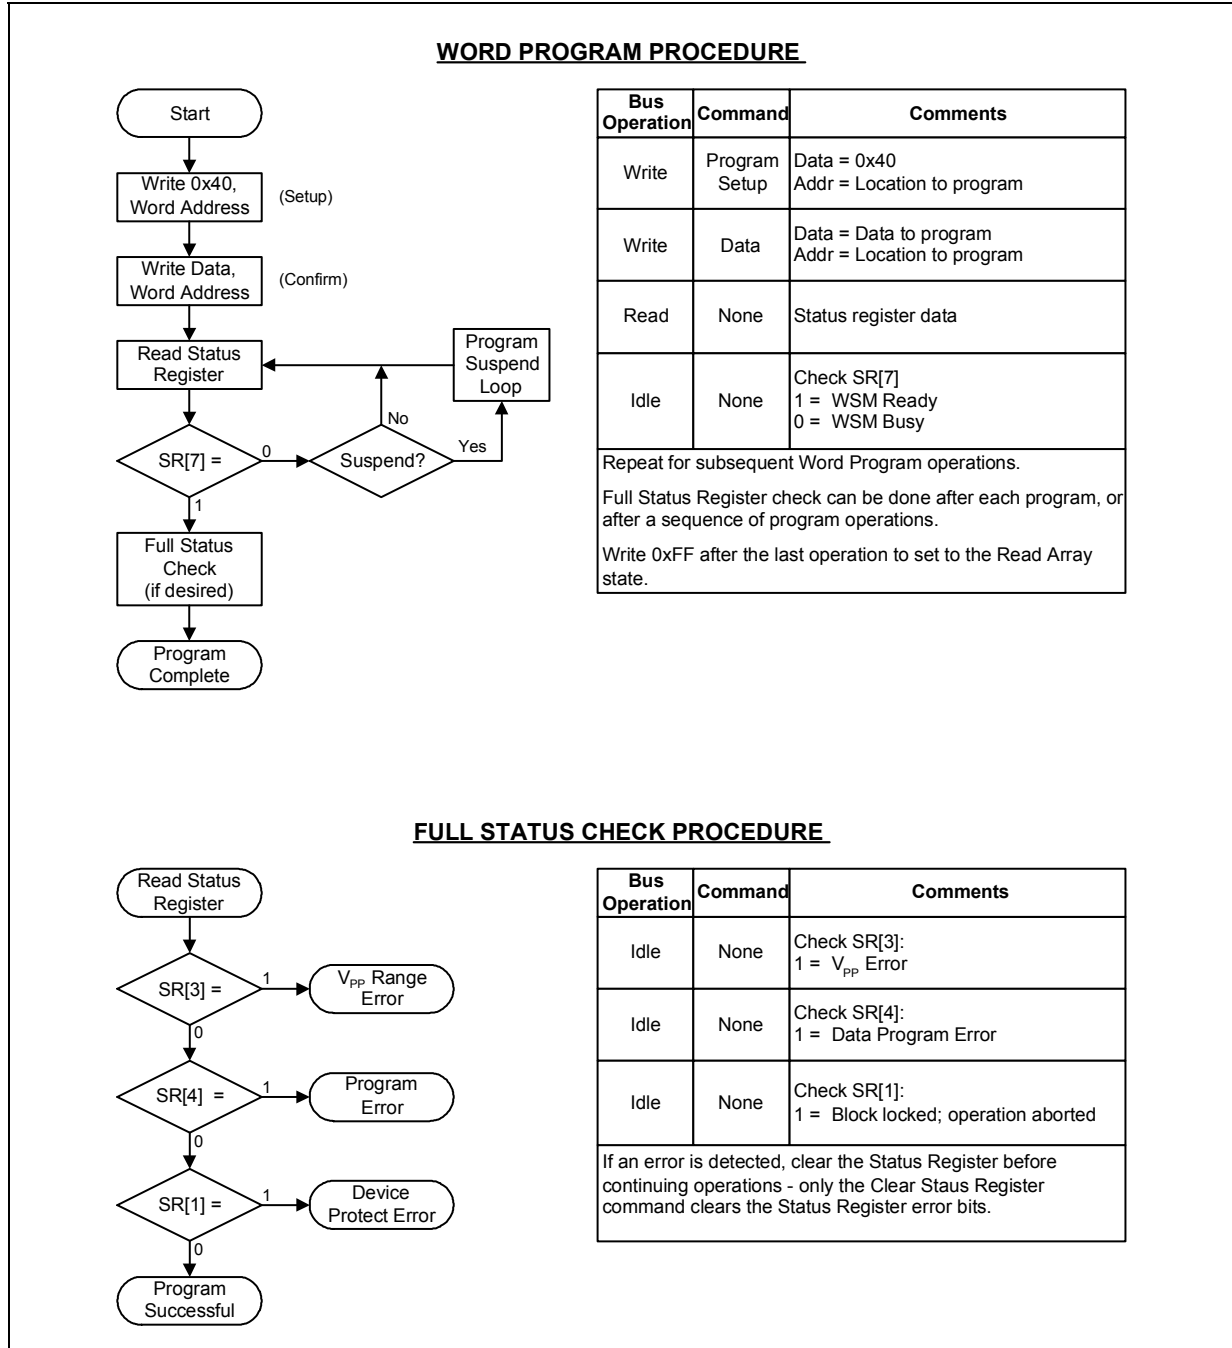 WORD PROGRAM PROCEDURE
Start
Write 0x40,
Word Address
(Setup)
Write Data,
Word Address
(Confirm)
Read Status
Register
Program
Suspend
Loop
No
SR[7] =
0
Suspend?
Yes
1
Full Status
Check
(if desired)
Program
Complete
Bus
Operation
Command
Comments
Write
Program
Setup
Data = 0x40
Addr = Location to program
Write
Data
Data = Data to program
Addr = Location to program
Read
None
Status register data
Idle
None
Check SR[7]
1 = WSM Ready
0 = WSM Busy
Repeat for subsequent Word Program operations.
Full Status Register check can be done after each program, or
after a sequence of program operations.
Write 0xFF after the last operation to set to the Read Array
state.
FULL STATUS CHECK PROCEDURE
Read Status
Register
SR[3] =
1
VPP Range
Error
0
SR[4] =
1
Program
Error
0
SR[1] =
1
Device
Protect Error
0
Program
Successful
Bus
Operation
Command
Comments
Idle
None
Check SR[3]:
1 = VPP Error
Idle
None
Check SR[4]:
1 = Data Program Error
Idle
None
Check SR[1]:
1 = Block locked; operation aborted
If an error is detected, clear the Status Register before
continuing operations - only the Clear Staus Register
command clears the Status Register error bits.